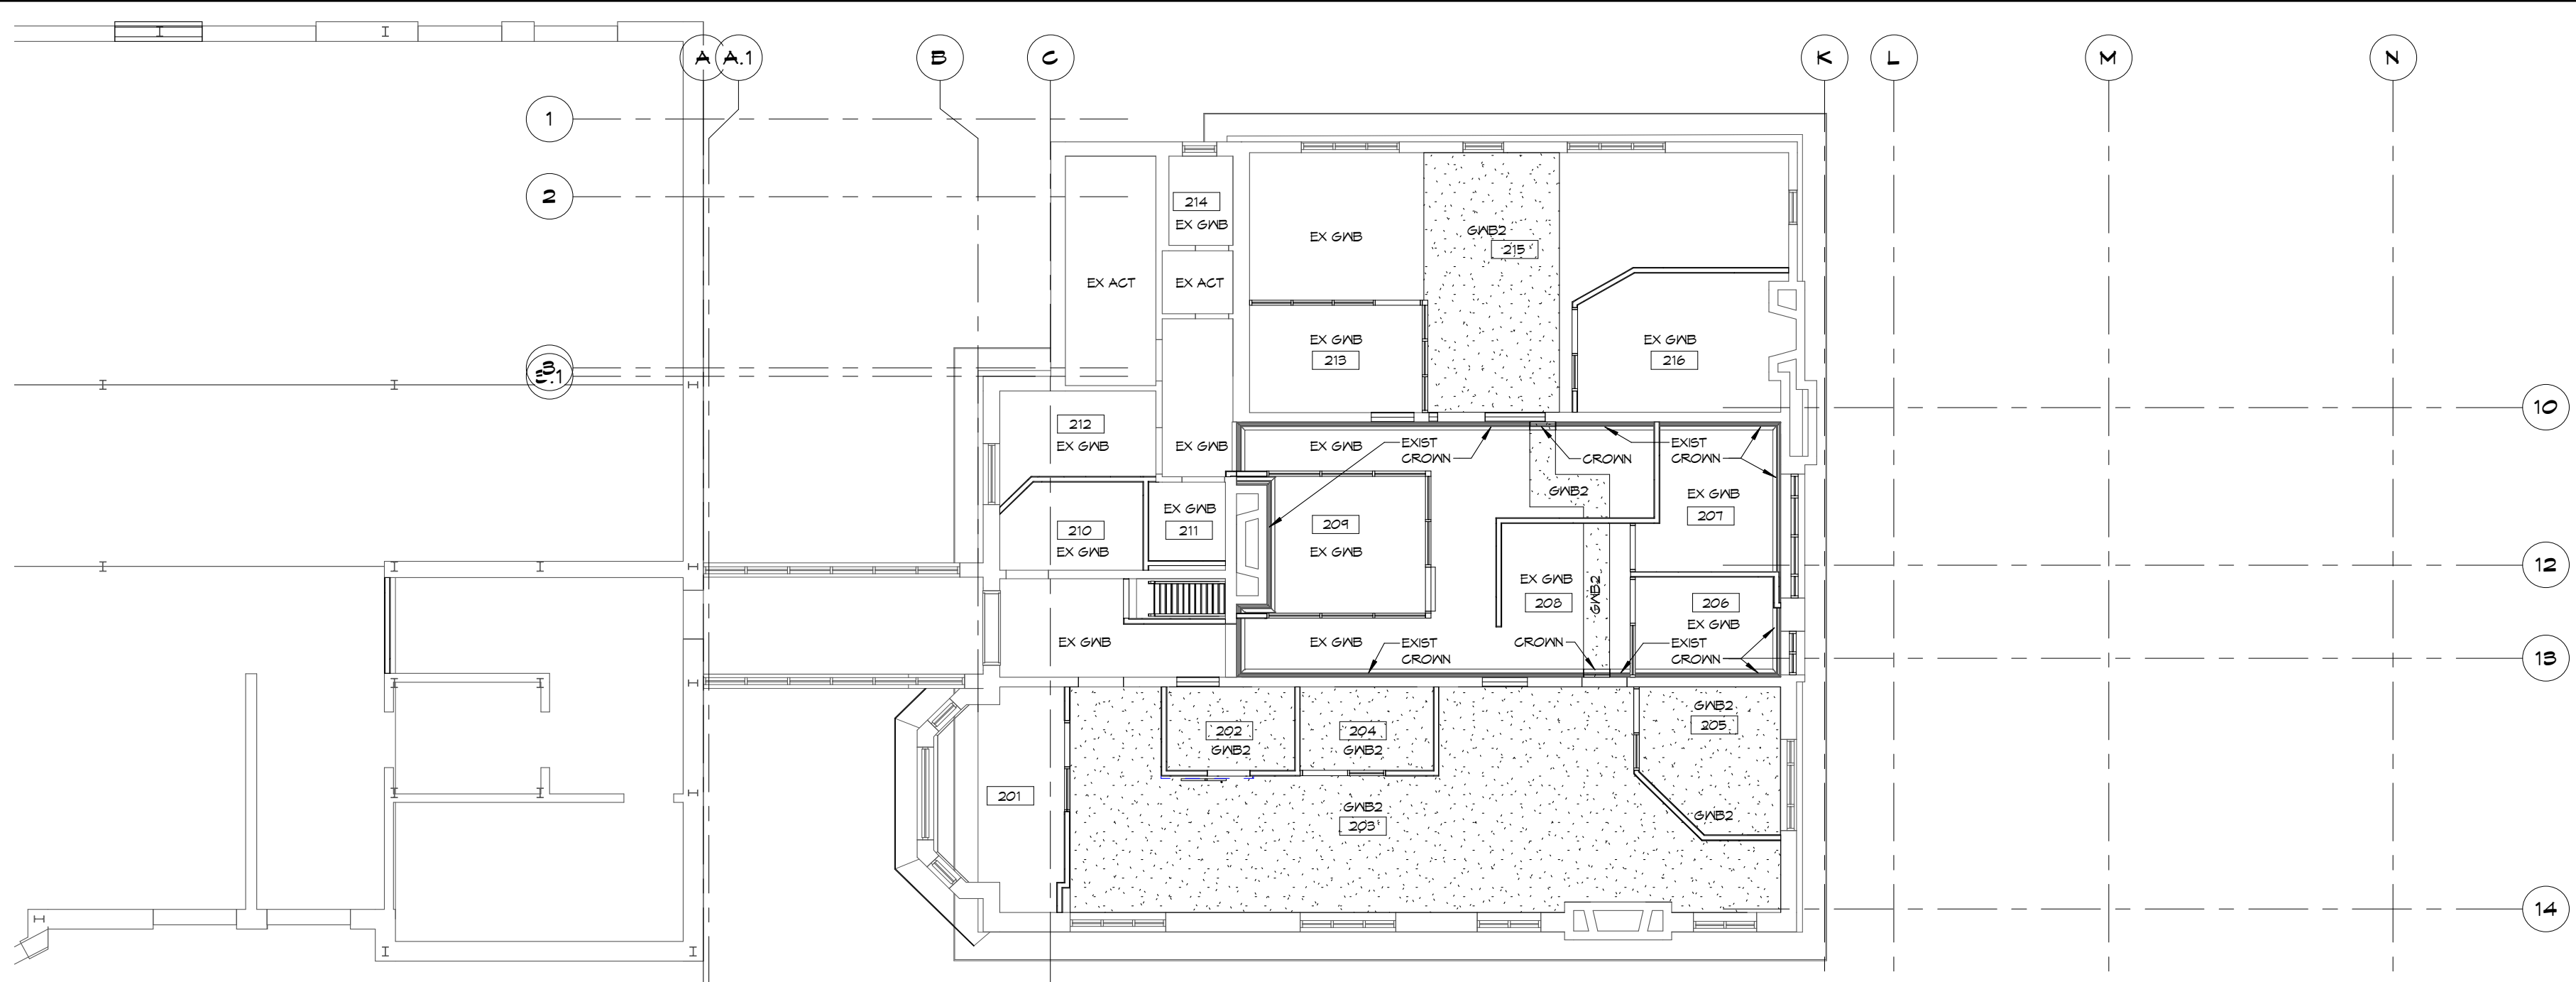 A
A.1
B
C
K
L
M
N
1
2
3
E.1
10
12
13
14
214
EX GWB
EX ACT
EX ACT
EX GWB
GWB2
215
EX GWB
213
EX GWB
216
212
EX GWB
EX GWB
EX GWB
EXIST
CROWN
CROWN
EXIST
CROWN
GWB2
EX GWB
207
EX GWB
211
210
EX GWB
209
EX GWB
EX GWB
208
GWB2
206
EX GWB
EX GWB
EX GWB
EXIST
CROWN
CROWN
EXIST
CROWN
202
GWB2
204
GWB2
GWB2
205
GWB2
201
GWB2
203